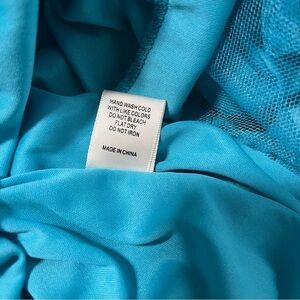 HAND WASH COLD
WITH LIKE COLORS
DO NOT BLEACH
FLAT DRY
DO NOT IRON
MADE IN CHINA